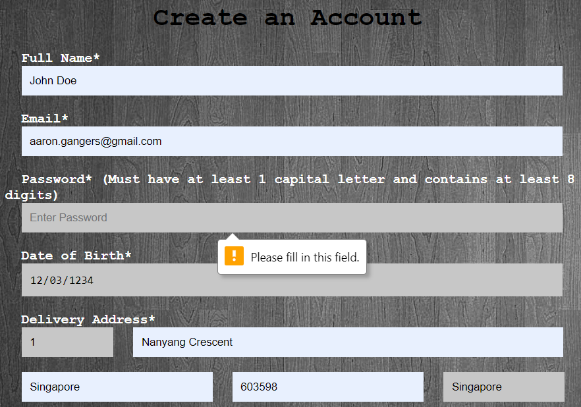 Create an Account
Full Name*
John Doe
Email*
aaron.gangers@gmail.com
Password* (Must have at least 1 capital letter and contains at least 8
digits)
Enter Password
Please fill in this field.
Date of Birth*
12/03/1234
Delivery Address*
1 Nanyang Crescent
Singapore 603598 Singapore